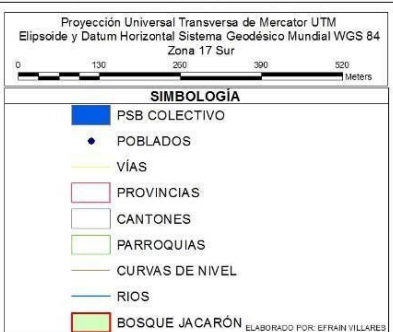 Proyección Universal Transversa de Mercator UTM
Elipsoide y Datum Horizontal Sistema Geodésico Mundial WGS 84
Zona 17 Sur
0 130 260 390 520
Meters
SIMBOLOGÍA
PSB COLECTIVO
POBLADOS
VÍAS
PROVINCIAS
CANTONES
PARROQUIAS
CURVAS DE NIVEL
RIOS
BOSQUE JACARÓN
ELABORADO POR: EFRAIN VILLARES